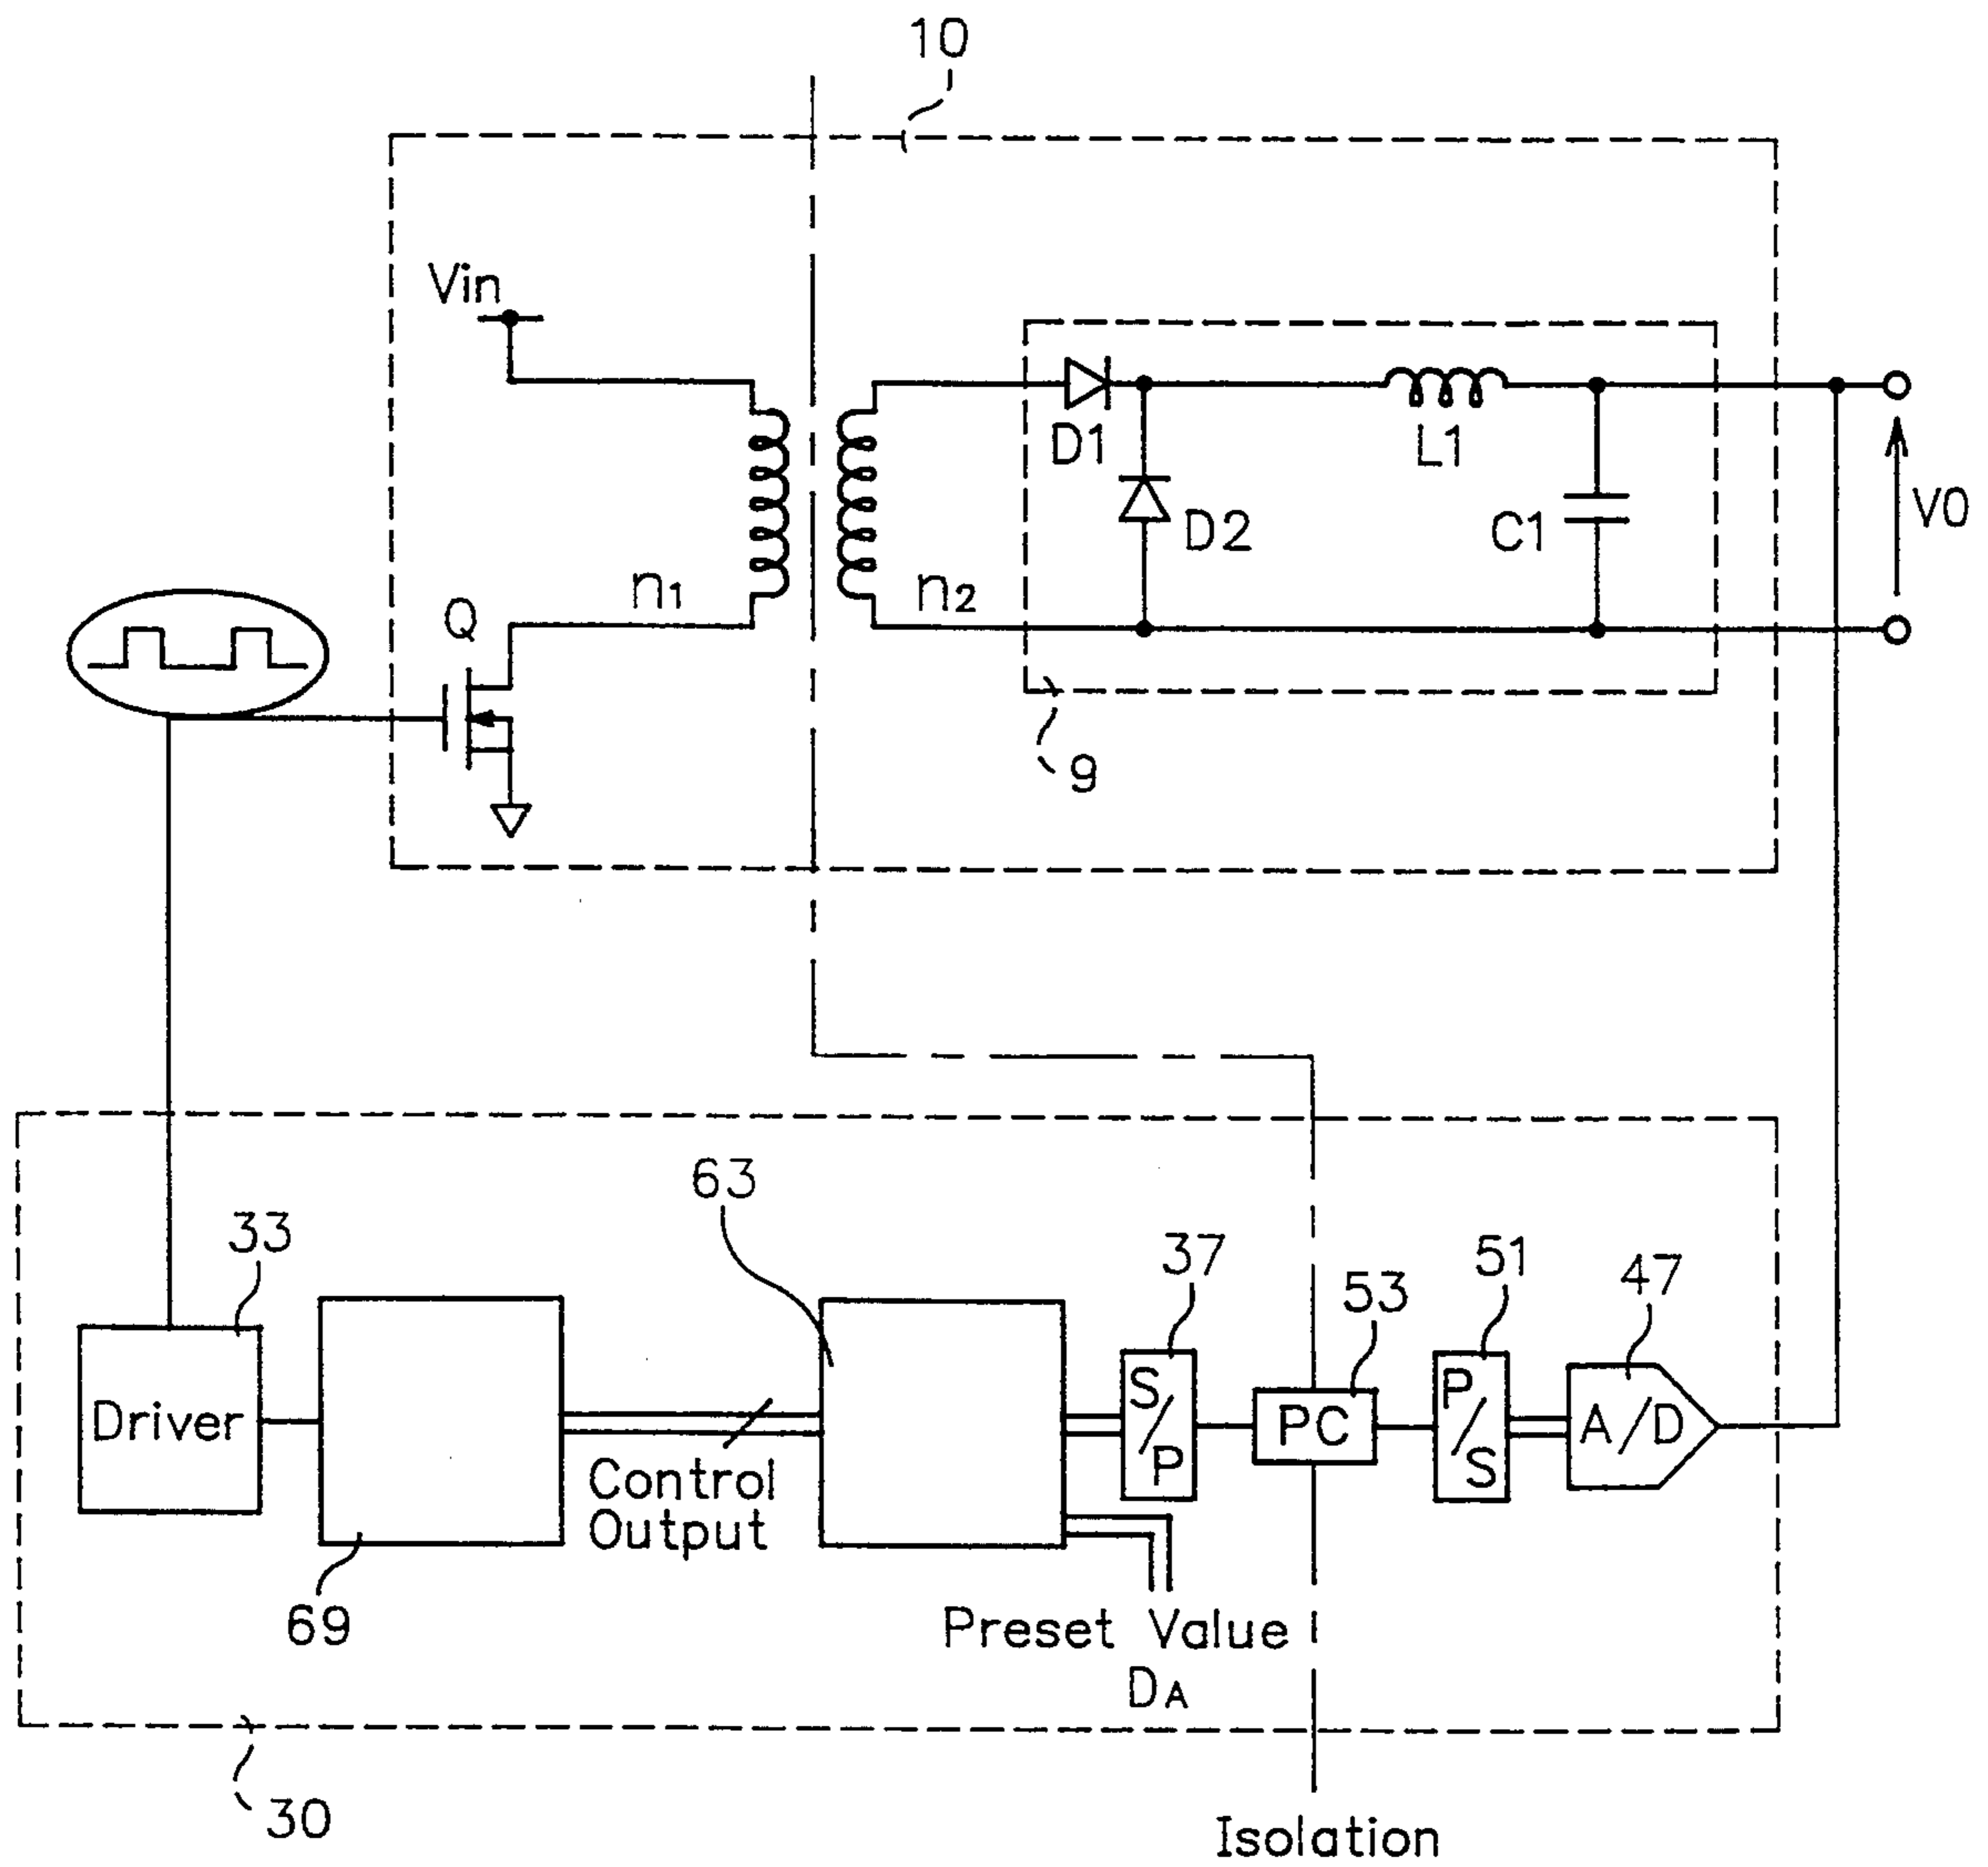 10
Vin
D1
L1
D2
C1
V0
n1
n2
Q
9
63
33
37
51
47
53
Driver
S/P
PC
P/S
A/D
Control
Output
69
Preset Value
DA
30
Isolation